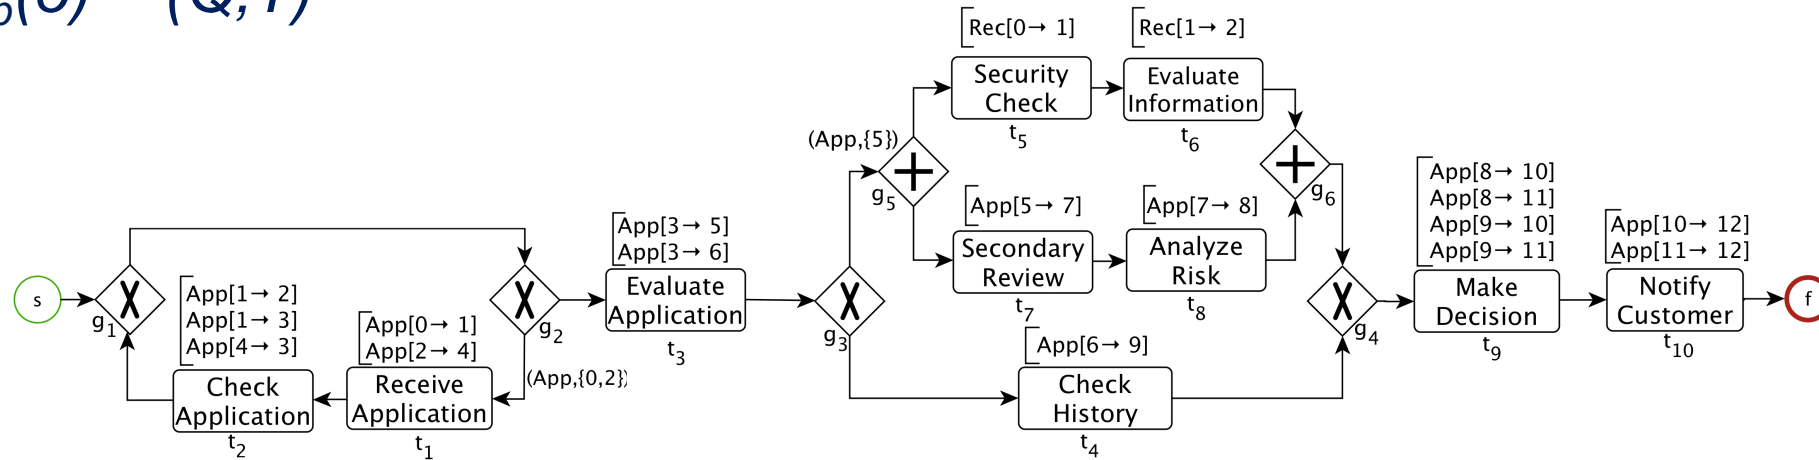 s
g1
App[1→ 2]
App[1→ 3]
App[4→ 3]
Check
Application
t2
App[0→ 1]
App[2→ 4]
Receive
Application
t1
g2
(App,{0,2})
App[3→ 5]
App[3→ 6]
Evaluate
Application
t3
g3
(App,{5})
g5
Rec[0→ 1]
Security
Check
t5
Rec[1→ 2]
Evaluate
Information
t6
App[5→ 7]
Secondary
Review
t7
App[7→ 8]
Analyze
Risk
t8
g6
App[6→ 9]
Check
History
t4
g4
App[8→ 10]
App[8→ 11]
App[9→ 10]
App[9→ 11]
Make
Decision
t9
App[10→ 12]
App[11→ 12]
Notify
Customer
t10
f